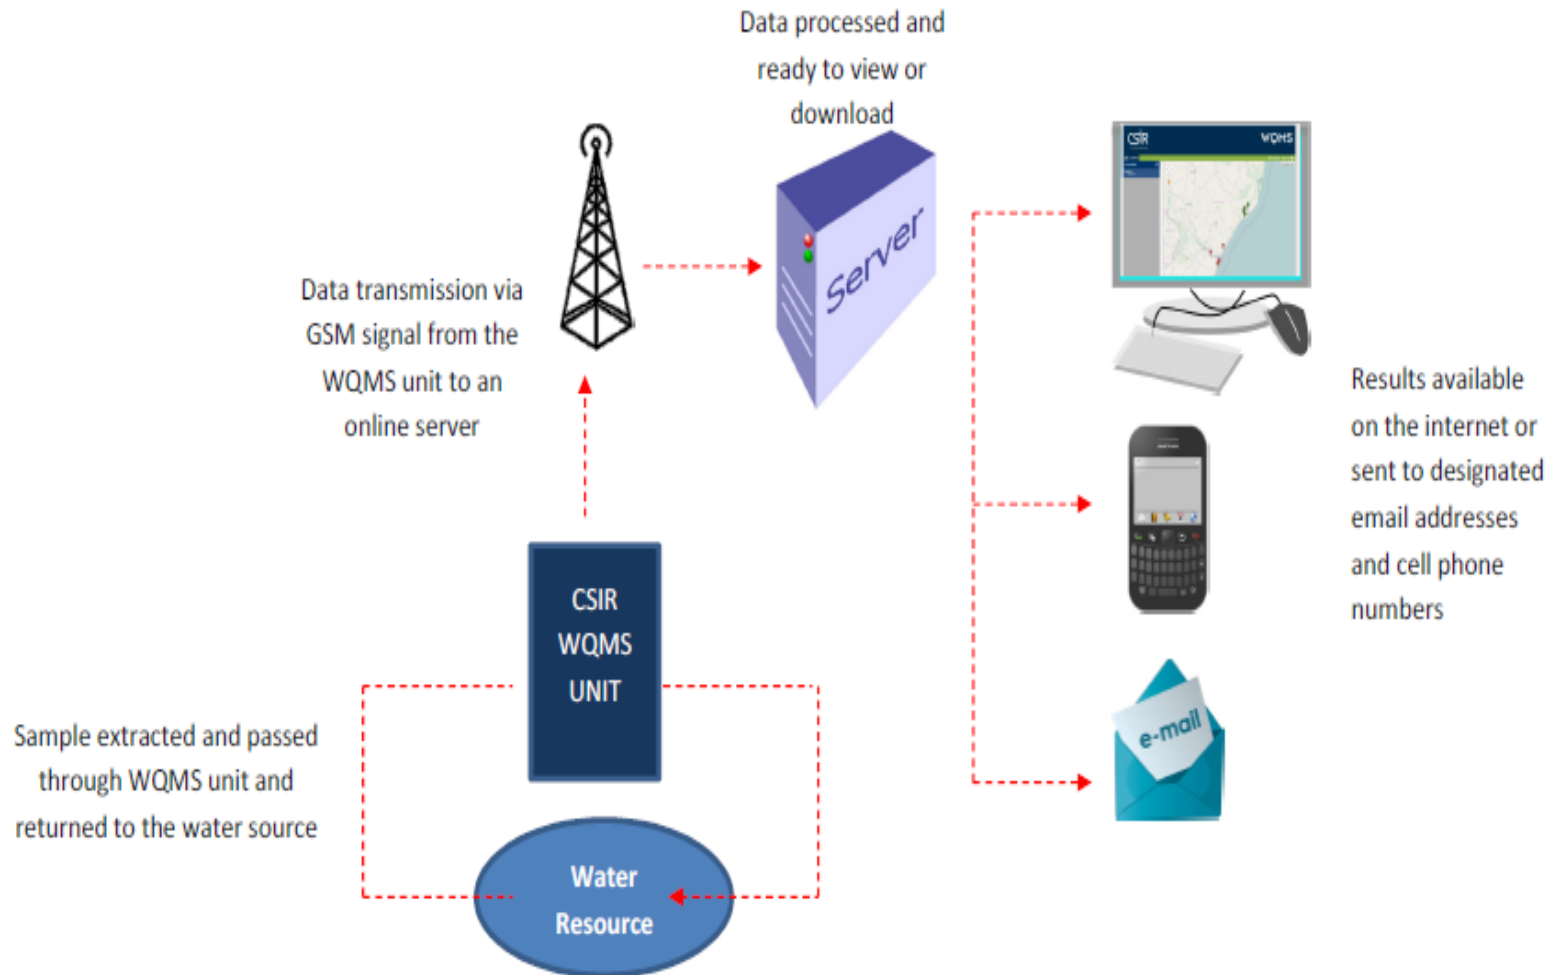 Data processed and
ready to view or
download
Server
CSIR
WQMS
Data transmission via
GSM signal from the
WQMS unit to an
online server
Results available
on the internet or
sent to designated
email addresses
and cell phone
numbers
CSIR
WQMS
UNIT
e-mail
Sample extracted and passed
through WQMS unit and
returned to the water source
Water
Resource